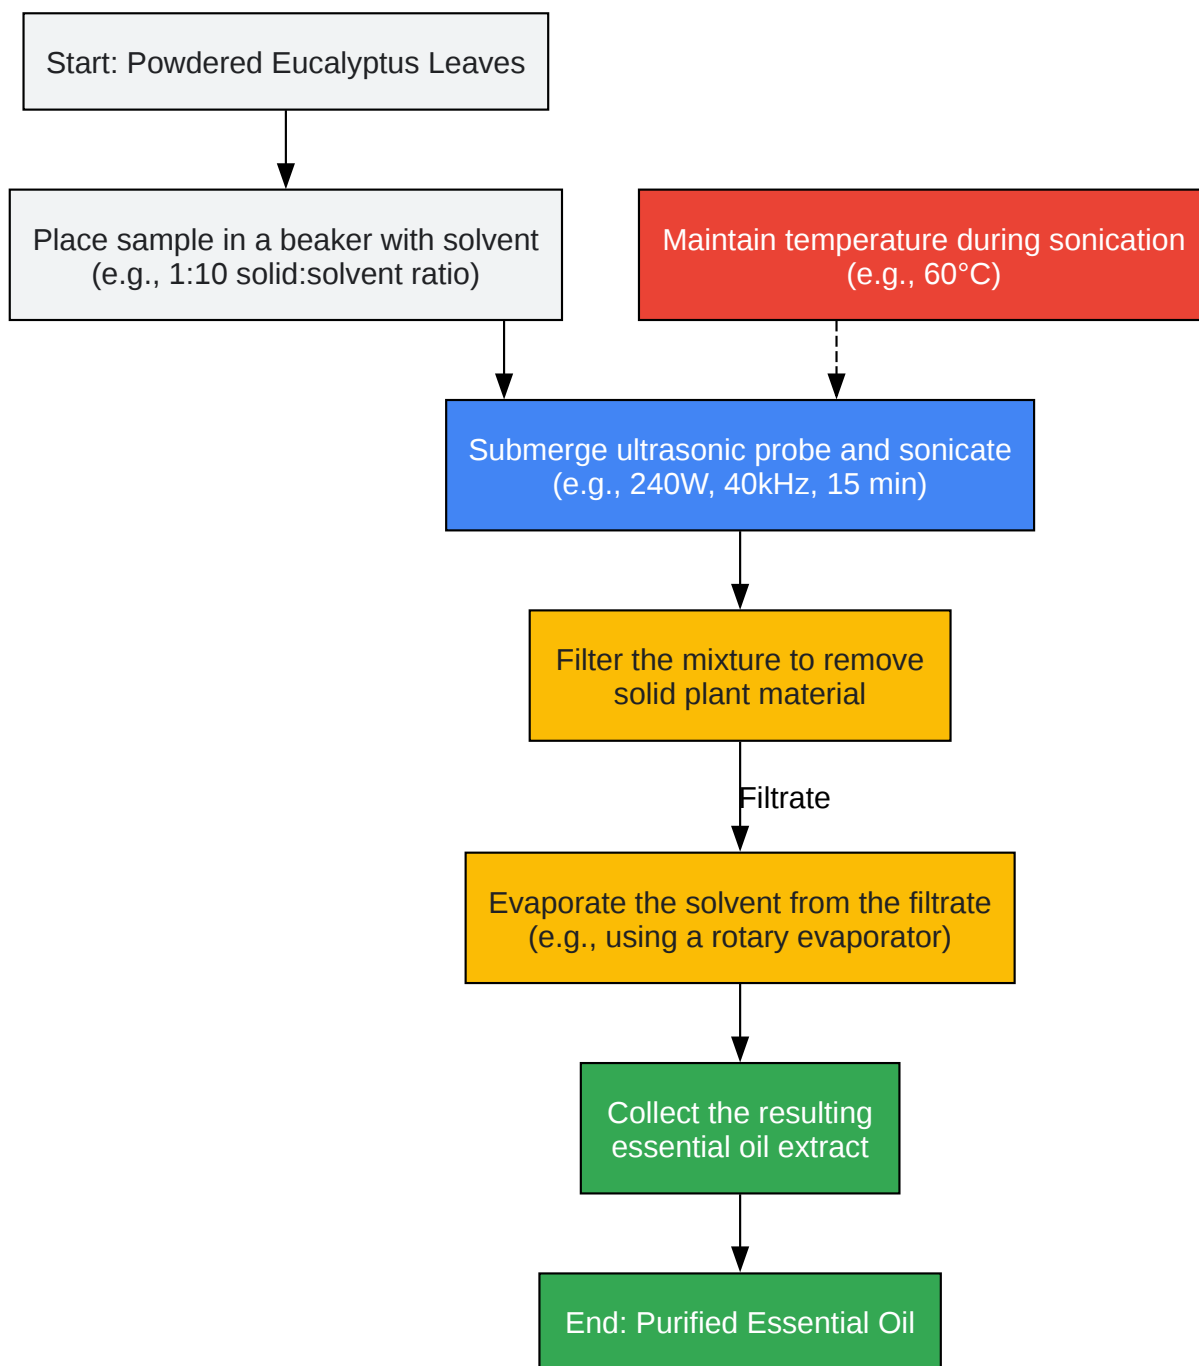 Start: Powdered Eucalyptus Leaves
Place sample in a beaker with solvent
(e.g., 1:10 solid:solvent ratio)
Maintain temperature during sonication
(e.g., 60°C)
Submerge ultrasonic probe and sonicate
(e.g., 240W, 40kHz, 15 min)
Filter the mixture to remove
solid plant material
Filtrate
Evaporate the solvent from the filtrate
(e.g., using a rotary evaporator)
Collect the resulting
essential oil extract
End: Purified Essential Oil